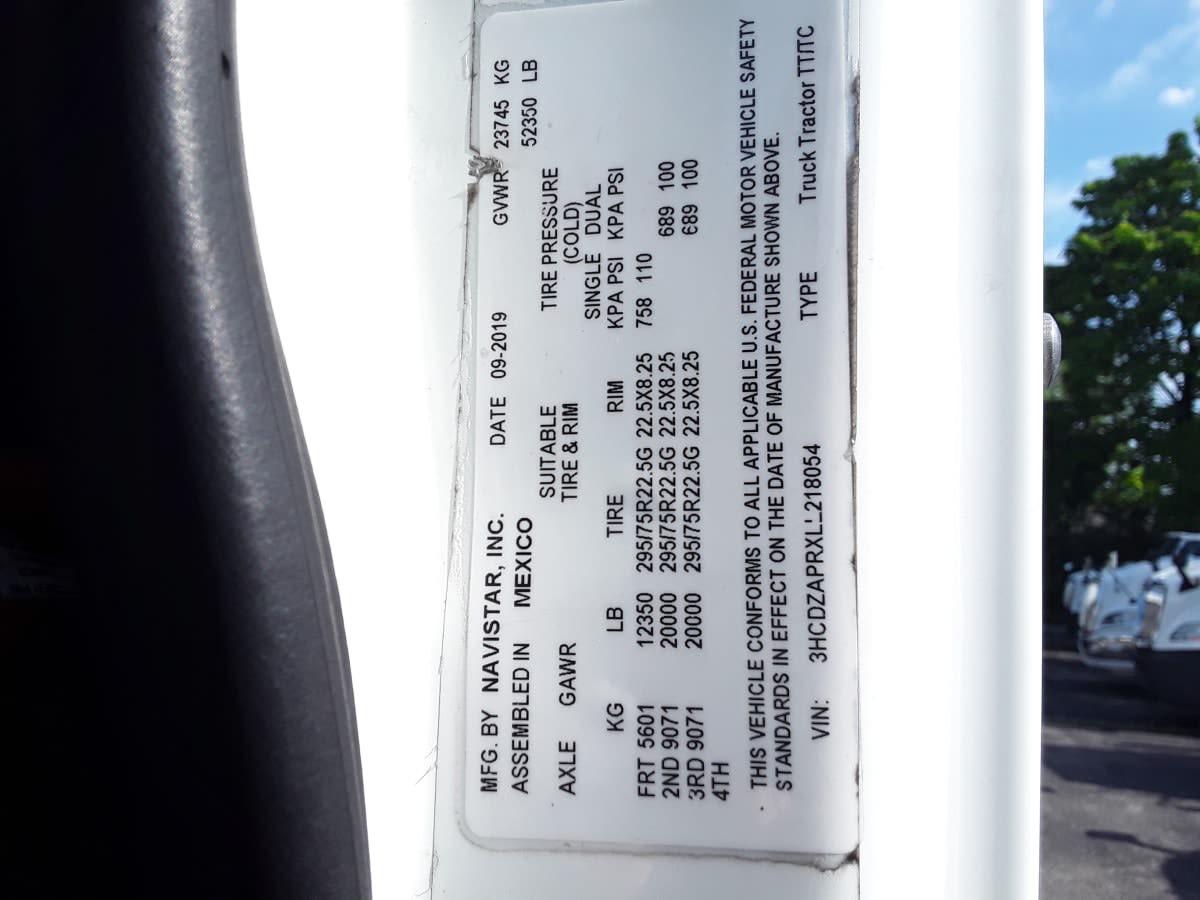 MFG. BY NAVISTAR, INC. DATE 09-2019 GVWR 23745 KG
ASSEMBLED IN MEXICO 52350 LB
SUITABLE TIRE PRESSURE
AXLE GAWR TIRE & RIM (COLD)
SINGLE DUAL
KG LB TIRE RIM KPA PSI KPA PSI
FRT 5601 12350 295/75R22.5G 22.5X8.25 758 110
2ND 9071 20000 295/75R22.5G 22.5X8.25 689 100
3RD 9071 20000 295/75R22.5G 22.5X8.25 689 100
4TH
THIS VEHICLE CONFORMS TO ALL APPLICABLE U.S. FEDERAL MOTOR VEHICLE SAFETY
STANDARDS IN EFFECT ON THE DATE OF MANUFACTURE SHOWN ABOVE.
VIN: 3HCDZAPRXLL218054 TYPE Truck Tractor TT/TC